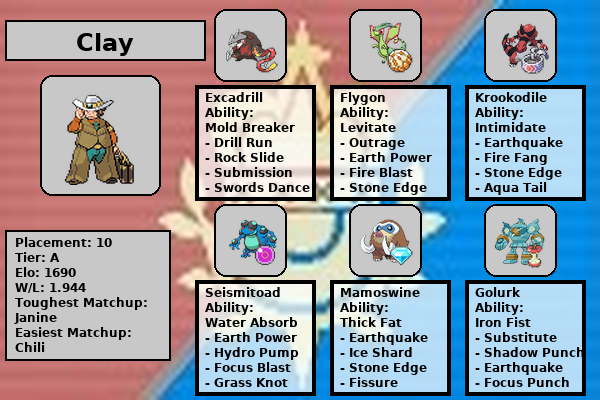 Clay
Excadrill
Ability:
Mold Breaker
- Drill Run
- Rock Slide
- Submission
- Swords Dance
Flygon
Ability:
Levitate
- Outrage
- Earth Power
- Fire Blast
- Stone Edge
Krookodile
Ability:
Intimidate
- Earthquake
- Fire Fang
- Stone Edge
- Aqua Tail
Placement: 10
Tier: A
Elo: 1690
W/L: 1.944
Toughest Matchup:
Janine
Easiest Matchup:
Chili
Seismitoad
Ability:
Water Absorb
- Earth Power
- Hydro Pump
- Focus Blast
- Grass Knot
Mamoswine
Ability:
Thick Fat
- Earthquake
- Ice Shard
- Stone Edge
- Fissure
Golurk
Ability:
Iron Fist
- Substitute
- Shadow Punch
- Earthquake
- Focus Punch